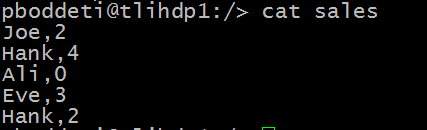 pboddeti@tlihdp1:/> cat sales
Joe,2
Hank,4
Ali,0
Eve,3
Hank,2